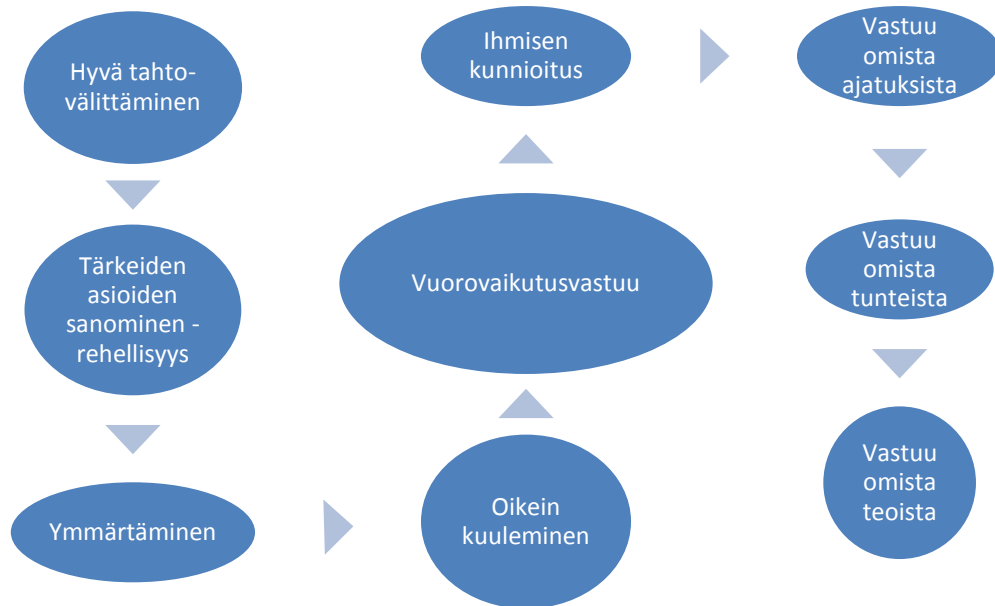 Hyvä tahto-
välittäminen
Tärkeiden
asioiden
sanominen -
rehellisyys
Ymmärtäminen
Oikein
kuuleminen
Vuorovaikutusvastuu
Ihmisen
kunnioitus
Vastuu
omista
ajatuksista
Vastuu
omista
tunteista
Vastuu
omista
teoista